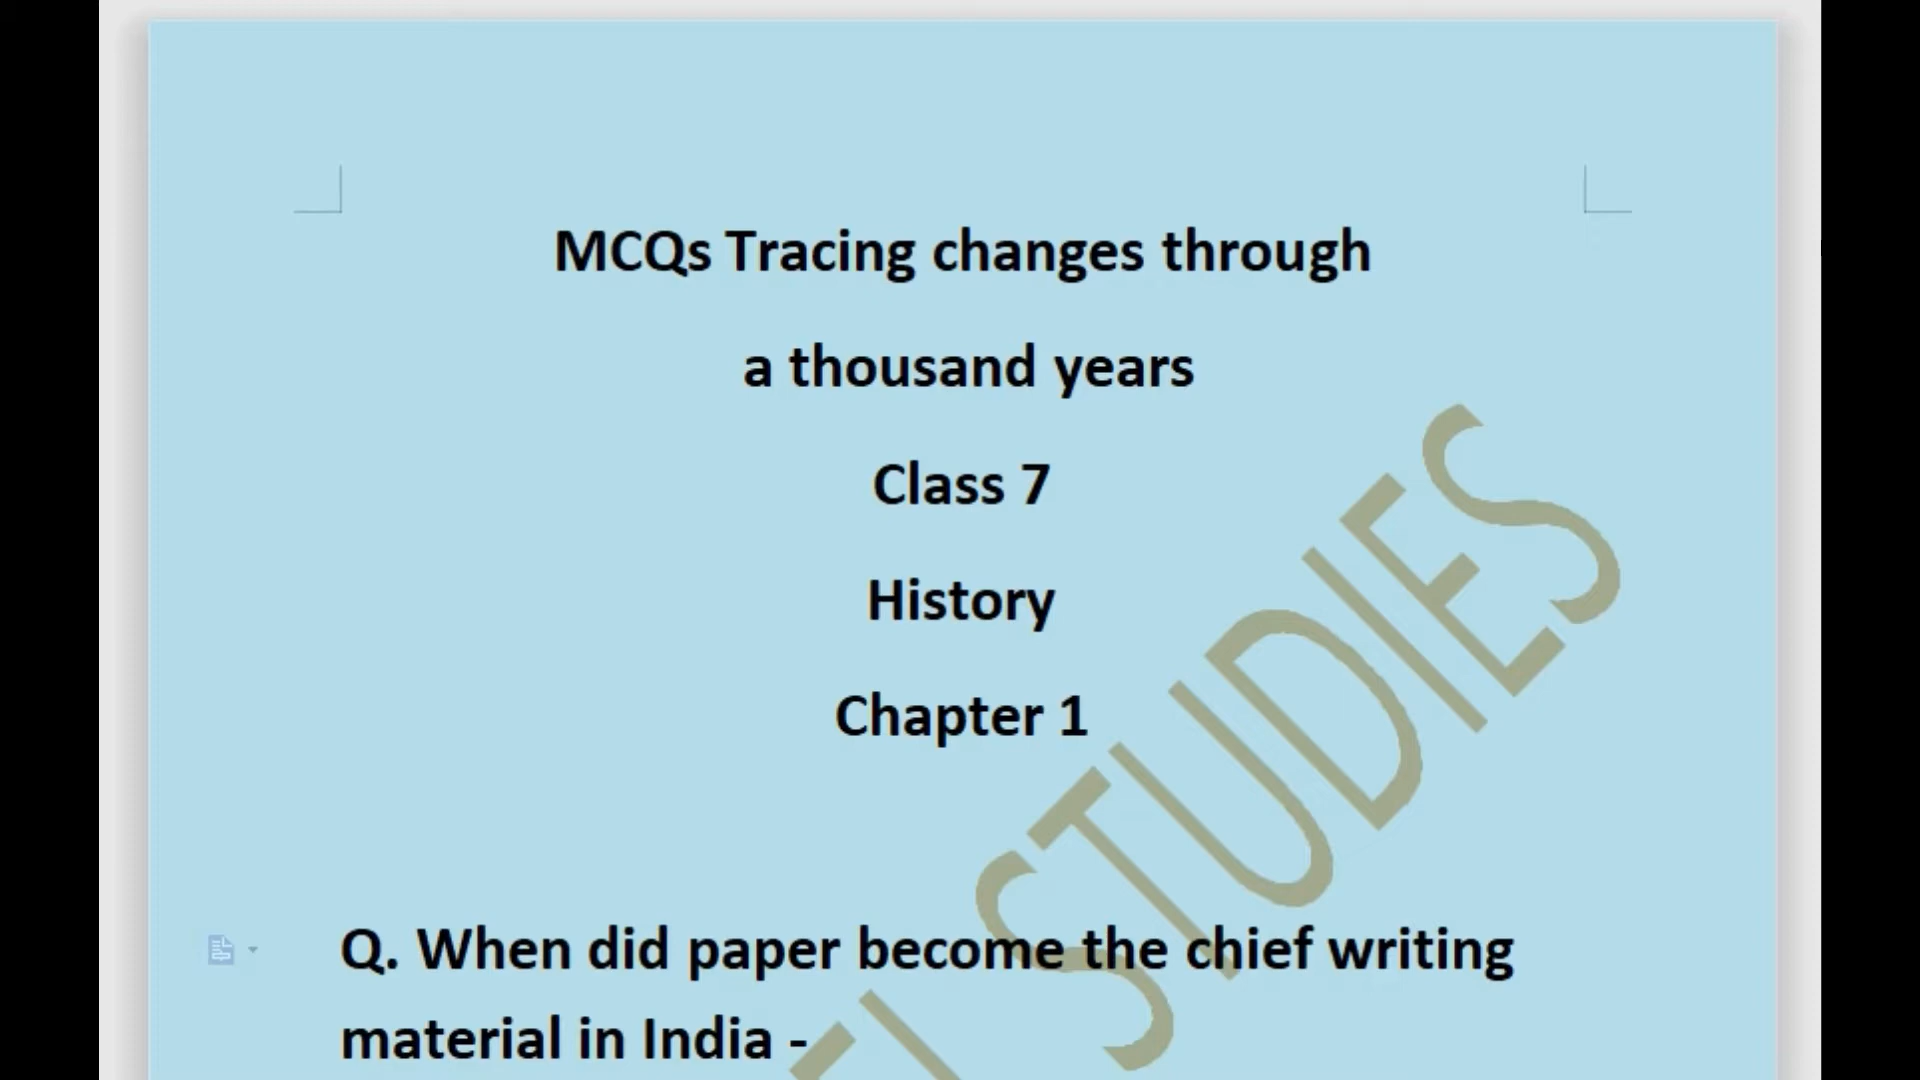 MCQs Tracing changes through
a thousand years
Class 7
History
Chapter 1
Q. When did paper become the chief writing
material in India -
STUDIES